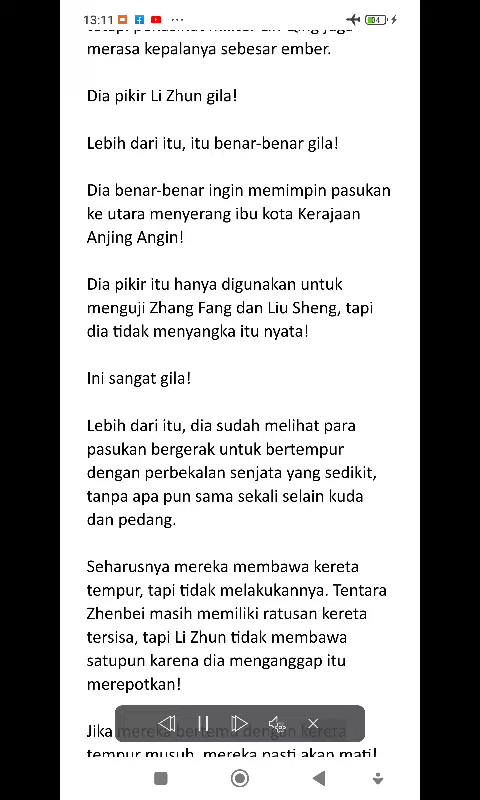 13:11
04
merasa kepalanya sebesar ember.
Dia pikir Li Zhun gila!
Lebih dari itu, itu benar-benar gila!
Dia benar-benar ingin memimpin pasukan
ke utara menyerang ibu kota Kerajaan
Anjing Angin!
Dia pikir itu hanya digunakan untuk
menguji Zhang Fang dan Liu Sheng, tapi
dia tidak menyangka itu nyata!
Ini sangat gila!
Lebih dari itu, dia sudah melihat para
pasukan bergerak untuk bertempur
dengan perbekalan senjata yang sedikit,
tanpa apa pun sama sekali selain kuda
dan pedang.
Seharusnya mereka membawa kereta
tempur, tapi tidak melakukannya. Tentara
Zhenbei masih memiliki ratusan kereta
tersisa, tapi Li Zhun tidak membawa
satupun karena dia menganggap itu
merepotkan!
Jika mereka bertemu dengan kereta
tempur musuh, mereka pasti akan mati!